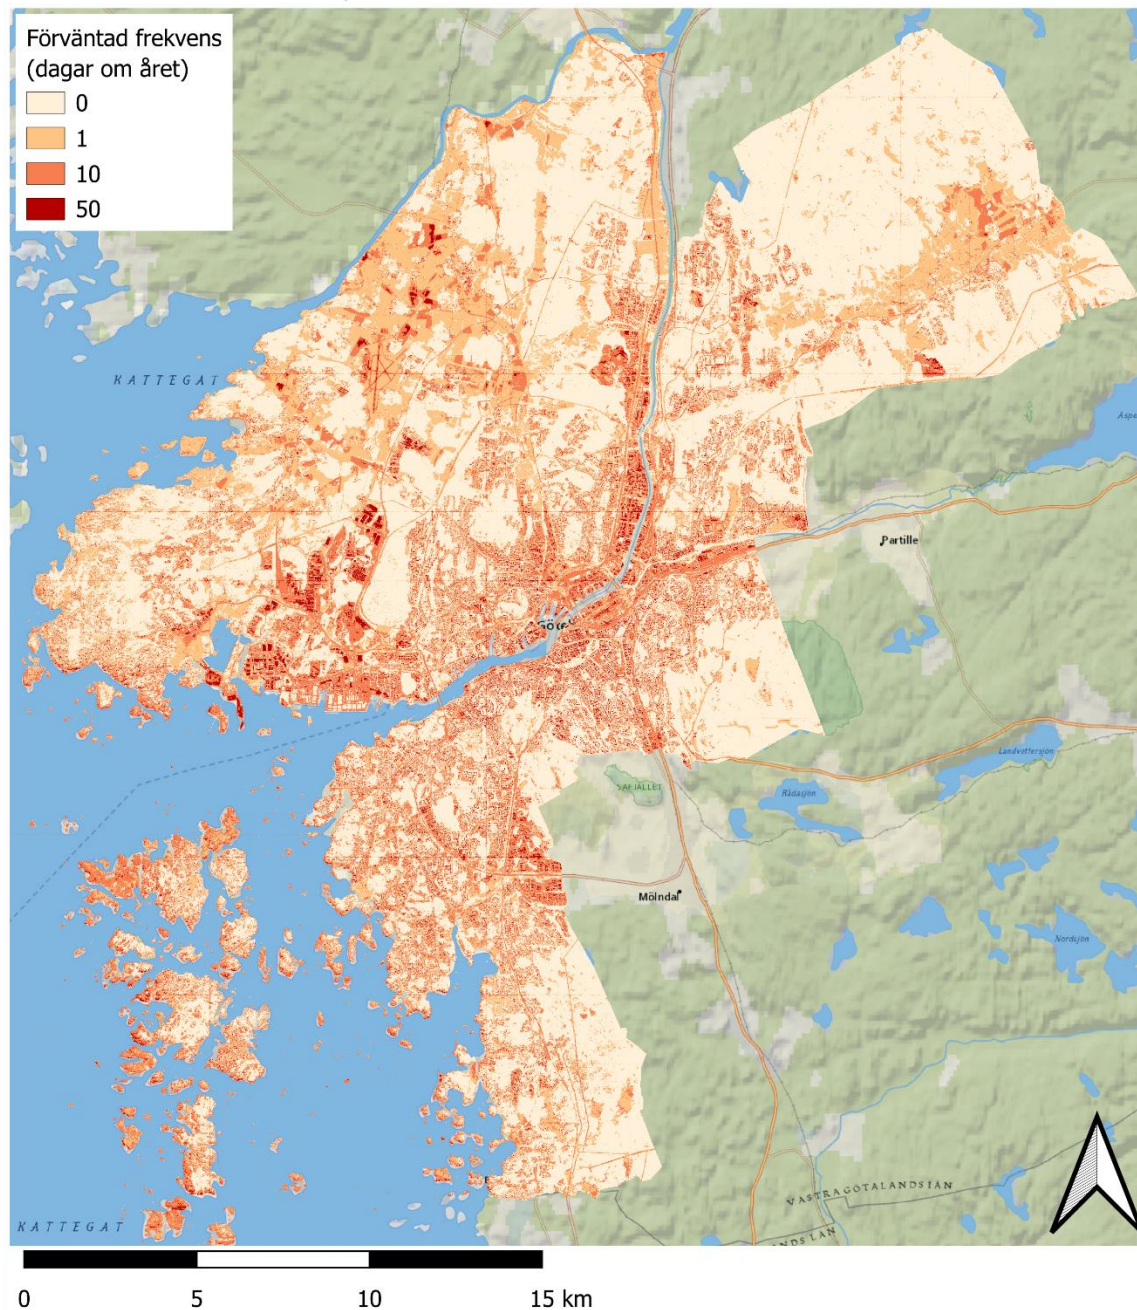 Förväntad frekvens
(dagar om året)
0
1
10
50
KATTEGAT
Partille
Landvettersjön
Rådasjön
Mölndal
Nordsjön
VÄSTRA GÖTALANDS LÄN
KATTEGAT
0
5
10
15 km